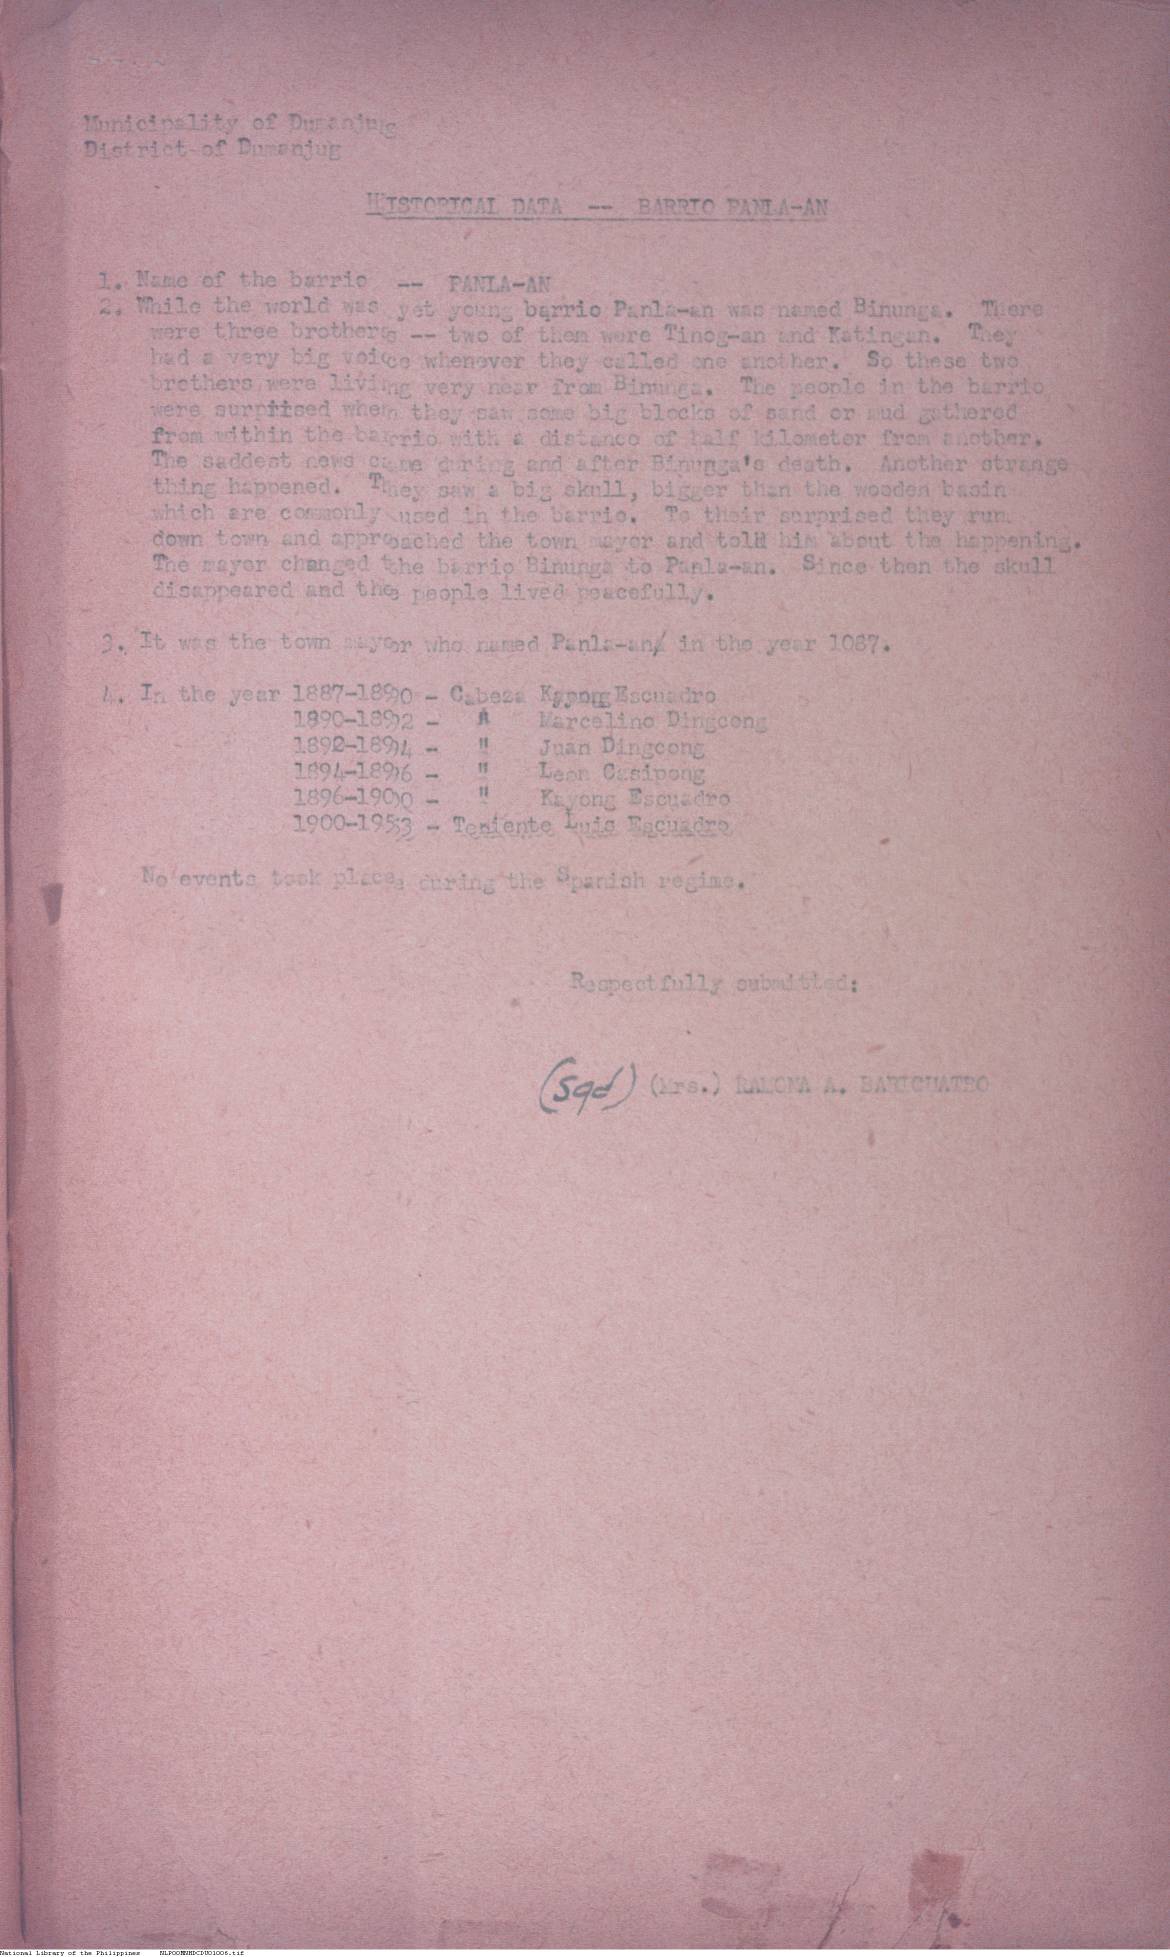 Municipality of Dumanjug
District of Dumanjug
HISTORICAL DATA -- BARRIO PANLA-AN
1. Name of the barrio -- PANLA-AN
2. While the world was yet young barrio Panla-an was named Binunga. There
were three brothers -- two of them were Tinog-an and Katingan. They
had a very big voice whenever they called one another. So these two
brothers were living very near from Binunga. The people in the barrio
were surprised when they saw some big blocks of sand or mud gathered
from within the barrio with a distance of half kilometer from another.
The saddest news came during and after Binunga's death. Another strange
thing happened. They saw a big skull, bigger than the wooden basin
which are commonly used in the barrio. To their surprised they run
down town and approached the town mayor and told him about the happening.
The mayor changed the barrio Binunga to Panla-an. Since then the skull
disappeared and the people lived peacefully.
3. It was the town mayor who named Panla-an in the year 1887.
4. In the year 1887-1890 - Cabeza Kayong Escuadro
1890-1892 - " Marcelino Dingcong
1892-1894 - " Juan Dingcong
1894-1896 - " Leon Casipong
1896-1900 - " Kayong Escuadro
1900-1953 - Teniente Luis Escuadro
No events took place during the Spanish regime.
Respectfully submitted:
(sgd) (Mrs.) RAMONA A. BARICUATRO
National Library of the Philippines NLPOOMNHDCDU01006.tif